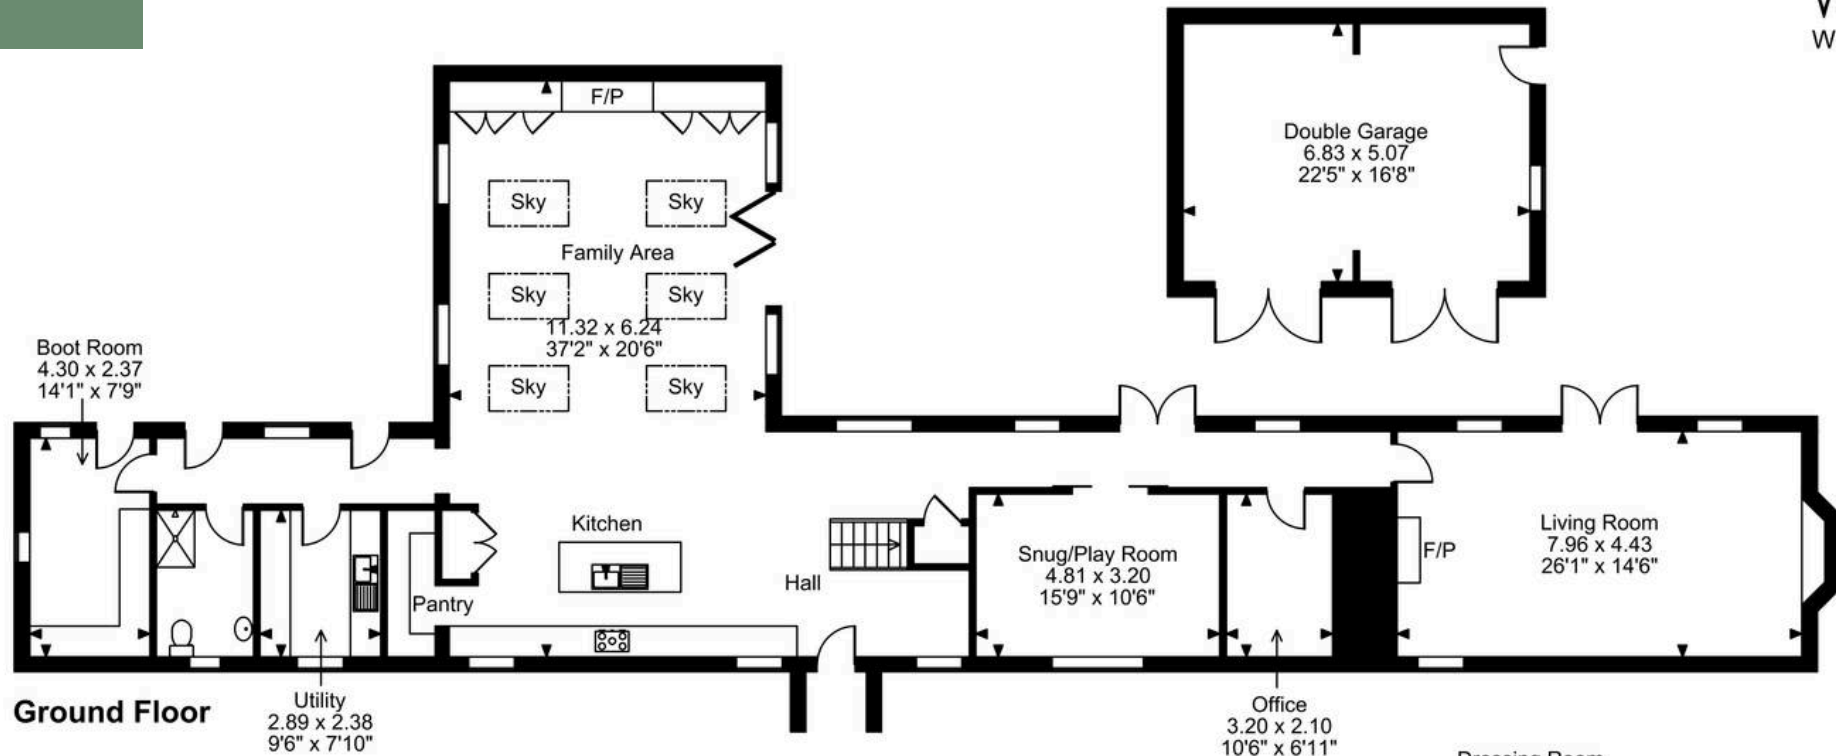 W
F/P
Double Garage
6.83 x 5.07
22'5" x 16'8"
Sky
Sky
Family Area
Sky
Sky
11.32 x 6.24
37'2" x 20'6"
Boot Room
4.30 x 2.37
14'1" x 7'9"
Sky
Sky
Kitchen
Living Room
7.96 x 4.43
26'1" x 14'6"
F/P
Snug/Play Room
4.81 x 3.20
15'9" x 10'6"
Hall
Pantry
Ground Floor
Utility
2.89 x 2.38
9'6" x 7'10"
Office
3.20 x 2.10
10'6" x 6'11"